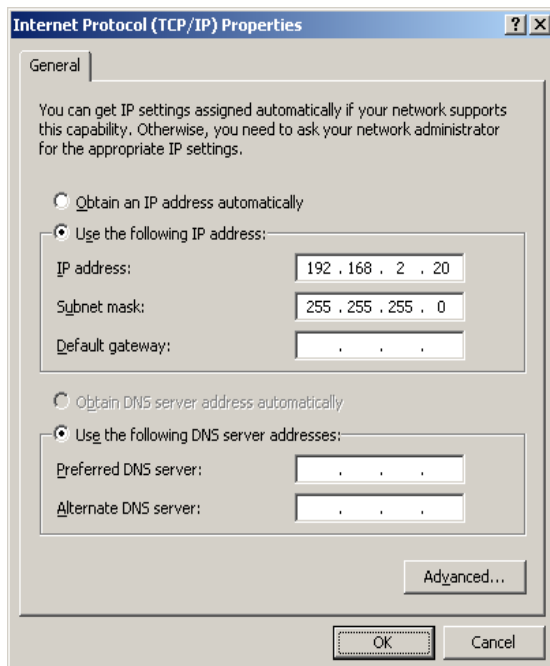 Internet Protocol (TCP/IP) Properties
General
You can get IP settings assigned automatically if your network supports
this capability. Otherwise, you need to ask your network administrator
for the appropriate IP settings.
Obtain an IP address automatically
Use the following IP address:
IP address: 192 . 168 . 2 . 20
Subnet mask: 255 . 255 . 255 . 0
Default gateway: . . .
Obtain DNS server address automatically
Use the following DNS server addresses:
Preferred DNS server: . . .
Alternate DNS server: . . .
Advanced...
OK Cancel